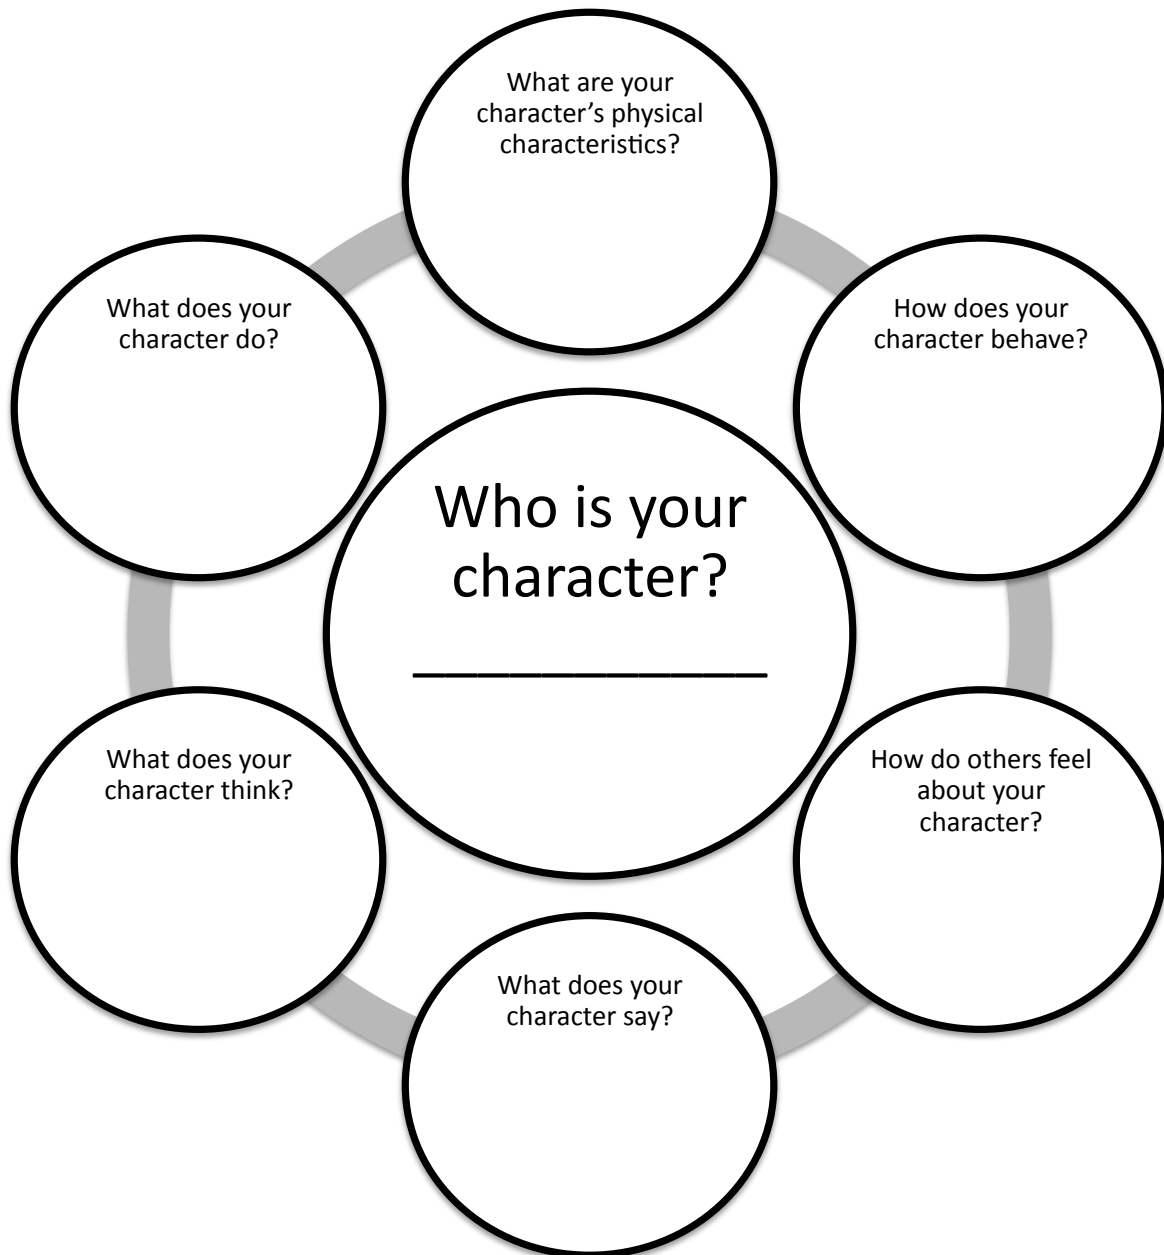 What are your
character’s physical
characteristics?
What does your
character do?
How does your
character behave?
Who is your
character?
___________
What does your
character think?
How do others feel
about your
character?
What does your
character say?